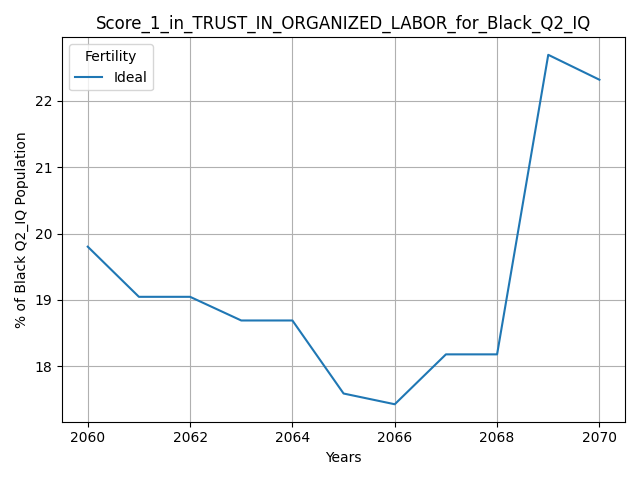 Score_1_in_TRUST_IN_ORGANIZED_LABOR_for_Black_Q2_IQ
Fertility
Ideal
% of Black Q2_IQ Population
22
21
20
19
18
2060
2062
2064
2066
2068
2070
Years